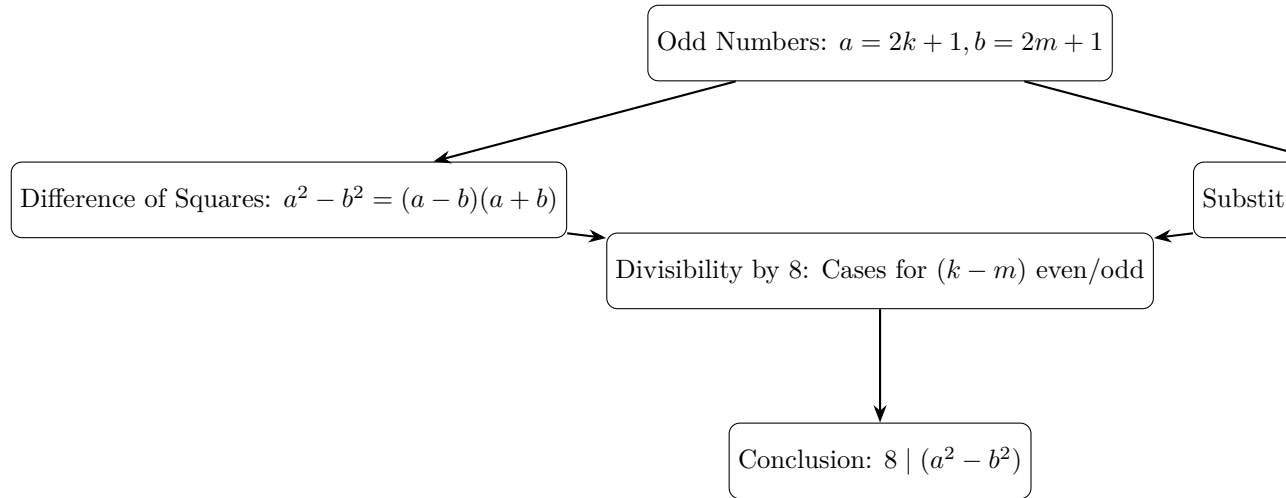 Odd Numbers: a = 2k + 1, b = 2m + 1
Difference of Squares: a² − b² = (a − b)(a + b)
Divisibility by 8: Cases for (k − m) even/odd
Conclusion: 8 | (a² − b²)